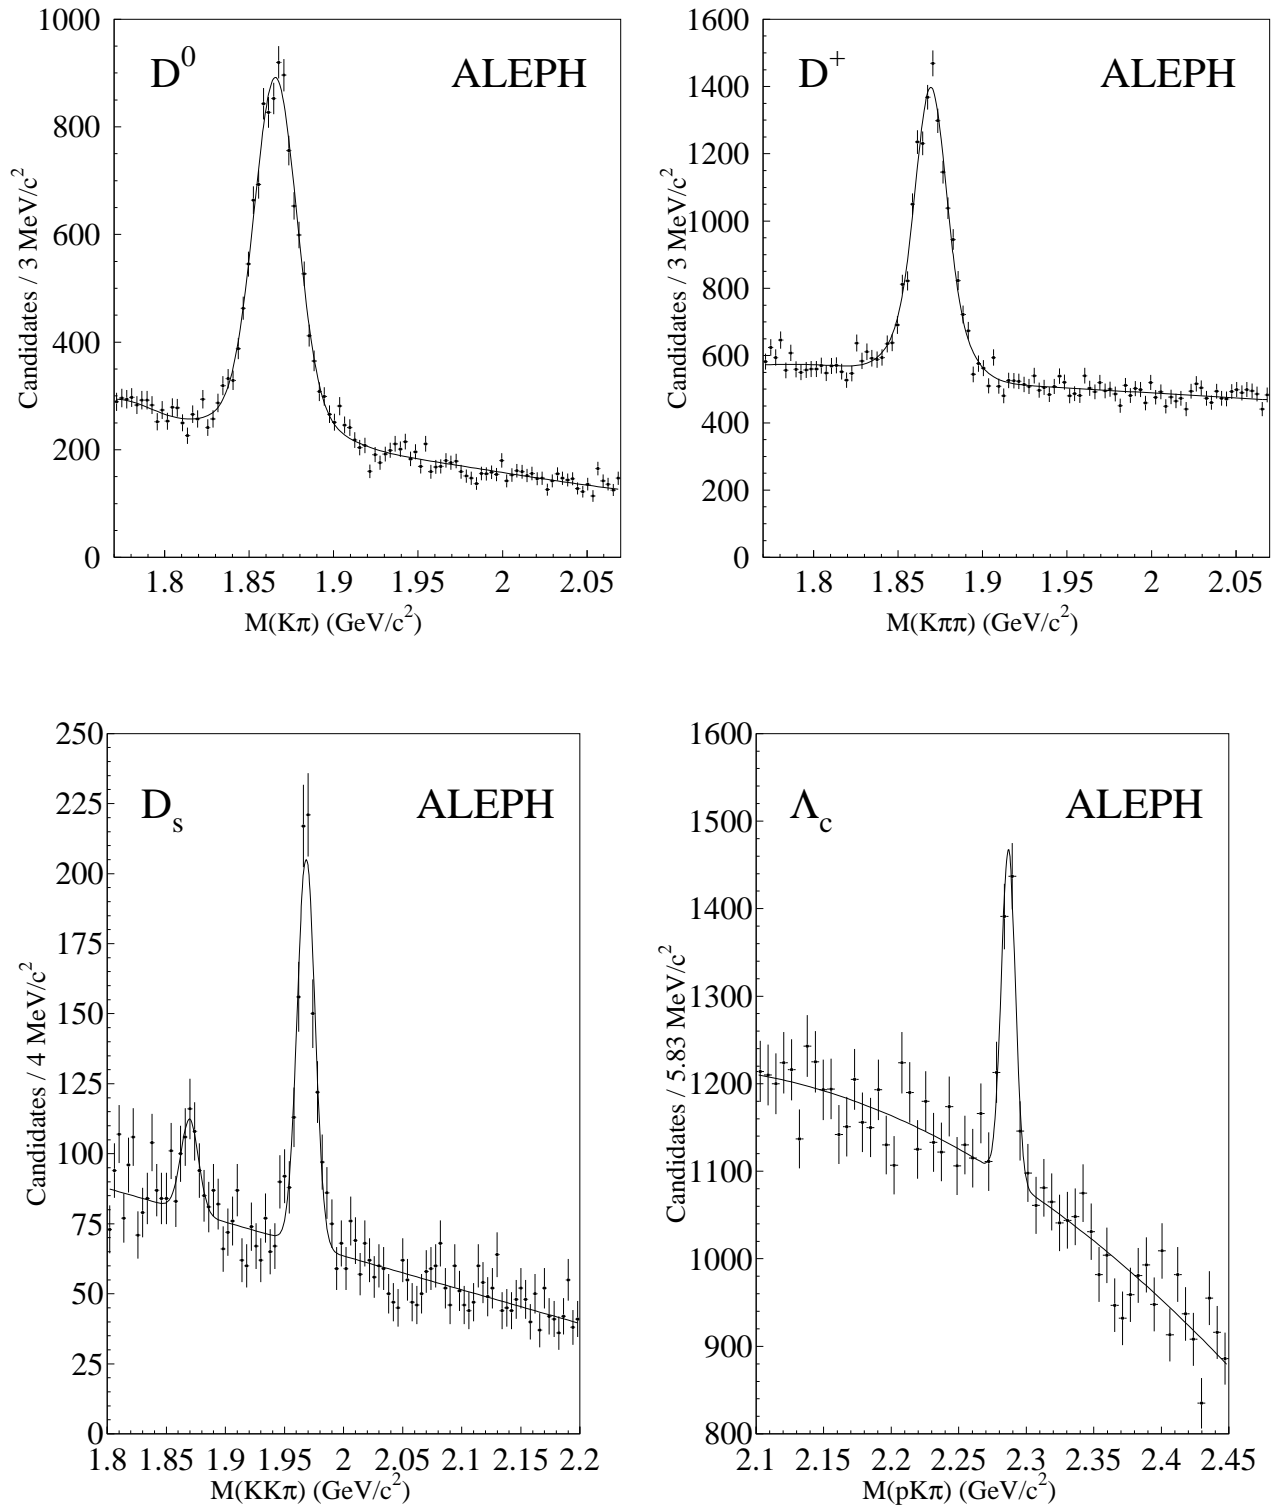 D⁰ ALEPH
Candidates / 3 MeV/c²
1000
800
600
400
200
0
1.8 1.85 1.9 1.95 2 2.05
M(Kπ) (GeV/c²)
D⁺ ALEPH
Candidates / 3 MeV/c²
1600
1400
1200
1000
800
600
400
200
0
1.8 1.85 1.9 1.95 2 2.05
M(Kππ) (GeV/c²)
Dₛ ALEPH
Candidates / 4 MeV/c²
250
225
200
175
150
125
100
75
50
25
0
1.8 1.85 1.9 1.95 2 2.05 2.1 2.15 2.2
M(KKπ) (GeV/c²)
Λc ALEPH
Candidates / 5.83 MeV/c²
1600
1500
1400
1300
1200
1100
1000
900
800
2.1 2.15 2.2 2.25 2.3 2.35 2.4 2.45
M(pKπ) (GeV/c²)